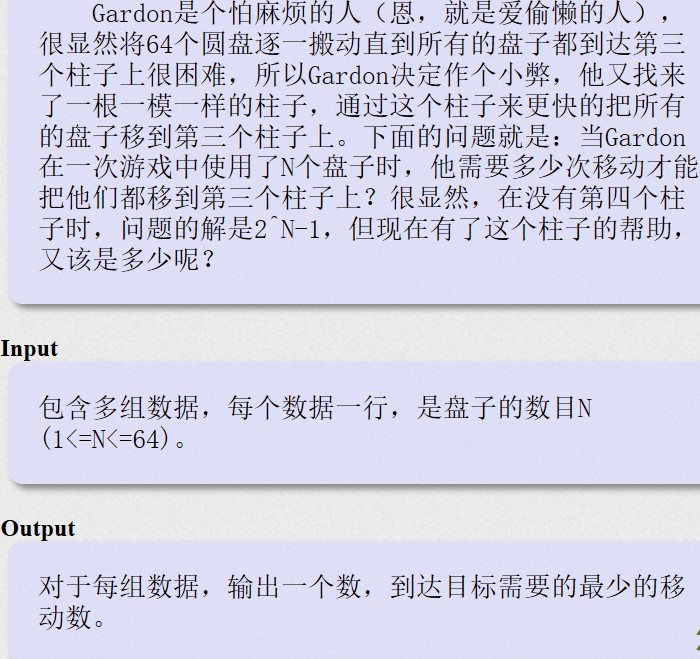 Gardon是个怕麻烦的人（恩，就是爱偷懒的人），
很显然将64个圆盘逐一搬动直到所有的盘子都到达第三
个柱子上很困难，所以Gardon决定作个小弊，他又找来
了一根一模一样的柱子，通过这个柱子来更快的把所有
的盘子移到第三个柱子上。下面的问题就是：当Gardon
在一次游戏中使用了N个盘子时，他需要多少次移动才能
把他们都移到第三个柱子上？很显然，在没有第四个柱
子时，问题的解是2^N-1，但现在有了这个柱子的帮助，
又该是多少呢？
Input
包含多组数据，每个数据一行，是盘子的数目N
(1<=N<=64)。
Output
对于每组数据，输出一个数，到达目标需要的最少的移
动数。